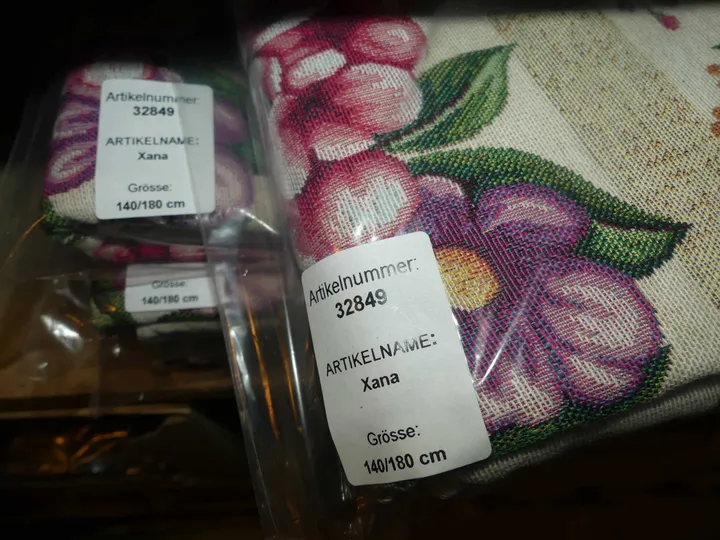 Artikelnummer:
32849
ARTIKELNAME:
Xana
Grösse:
140/180 cm
Grösse:
140/180 cm
Artikelnummer:
32849
ARTIKELNAME:
Xana
Grösse:
140/180 cm